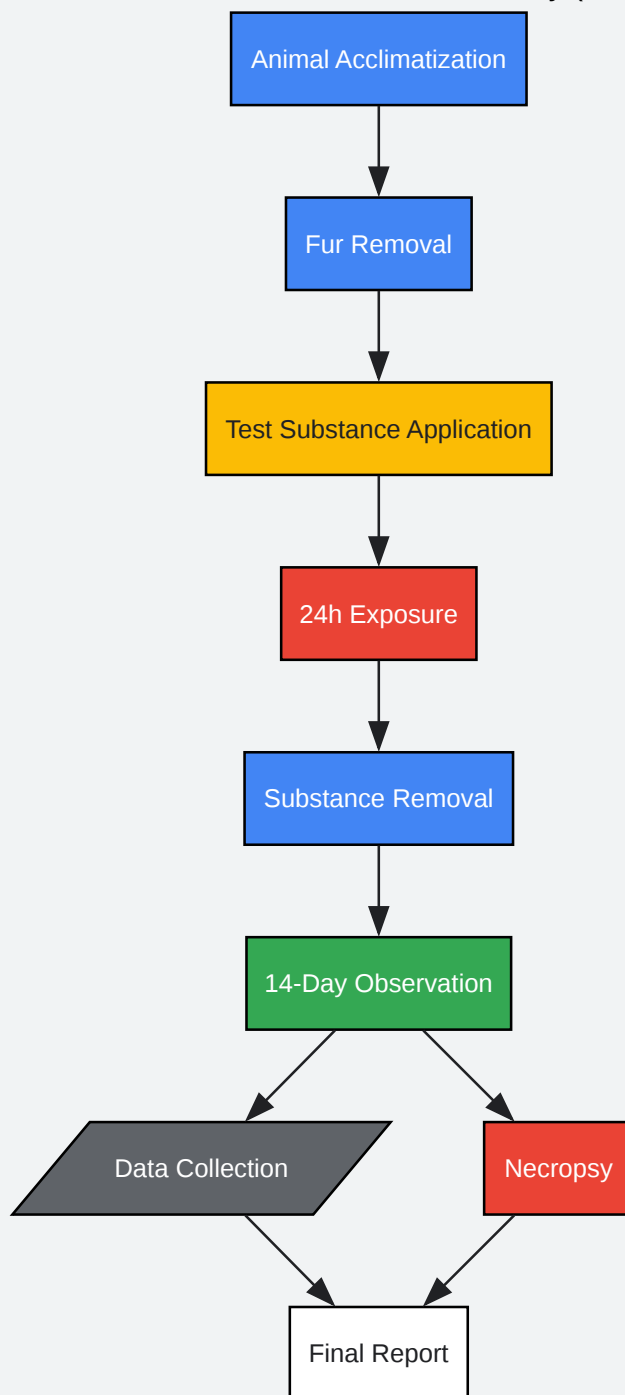 Animal Acclimatization
Fur Removal
Test Substance Application
24h Exposure
Substance Removal
14-Day Observation
Data Collection
Necropsy
Final Report